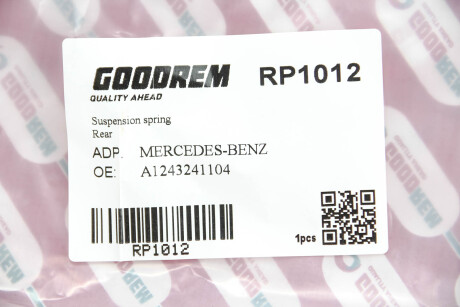 GOODREM RP1012
QUALITY AHEAD
Suspension spring
Rear
ADP: MERCEDES-BENZ
OE: A1243241104
RP1012
1pcs